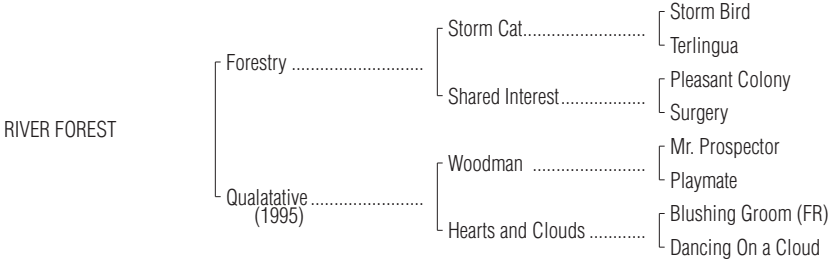 RIVER FOREST
Forestry ............................
Qualatative ........................
(1995)
Storm Cat..........................
Shared Interest..................
Woodman ........................
Hearts and Clouds ............
Storm Bird
Terlingua
Pleasant Colony
Surgery
Mr. Prospector
Playmate
Blushing Groom (FR)
Dancing On a Cloud